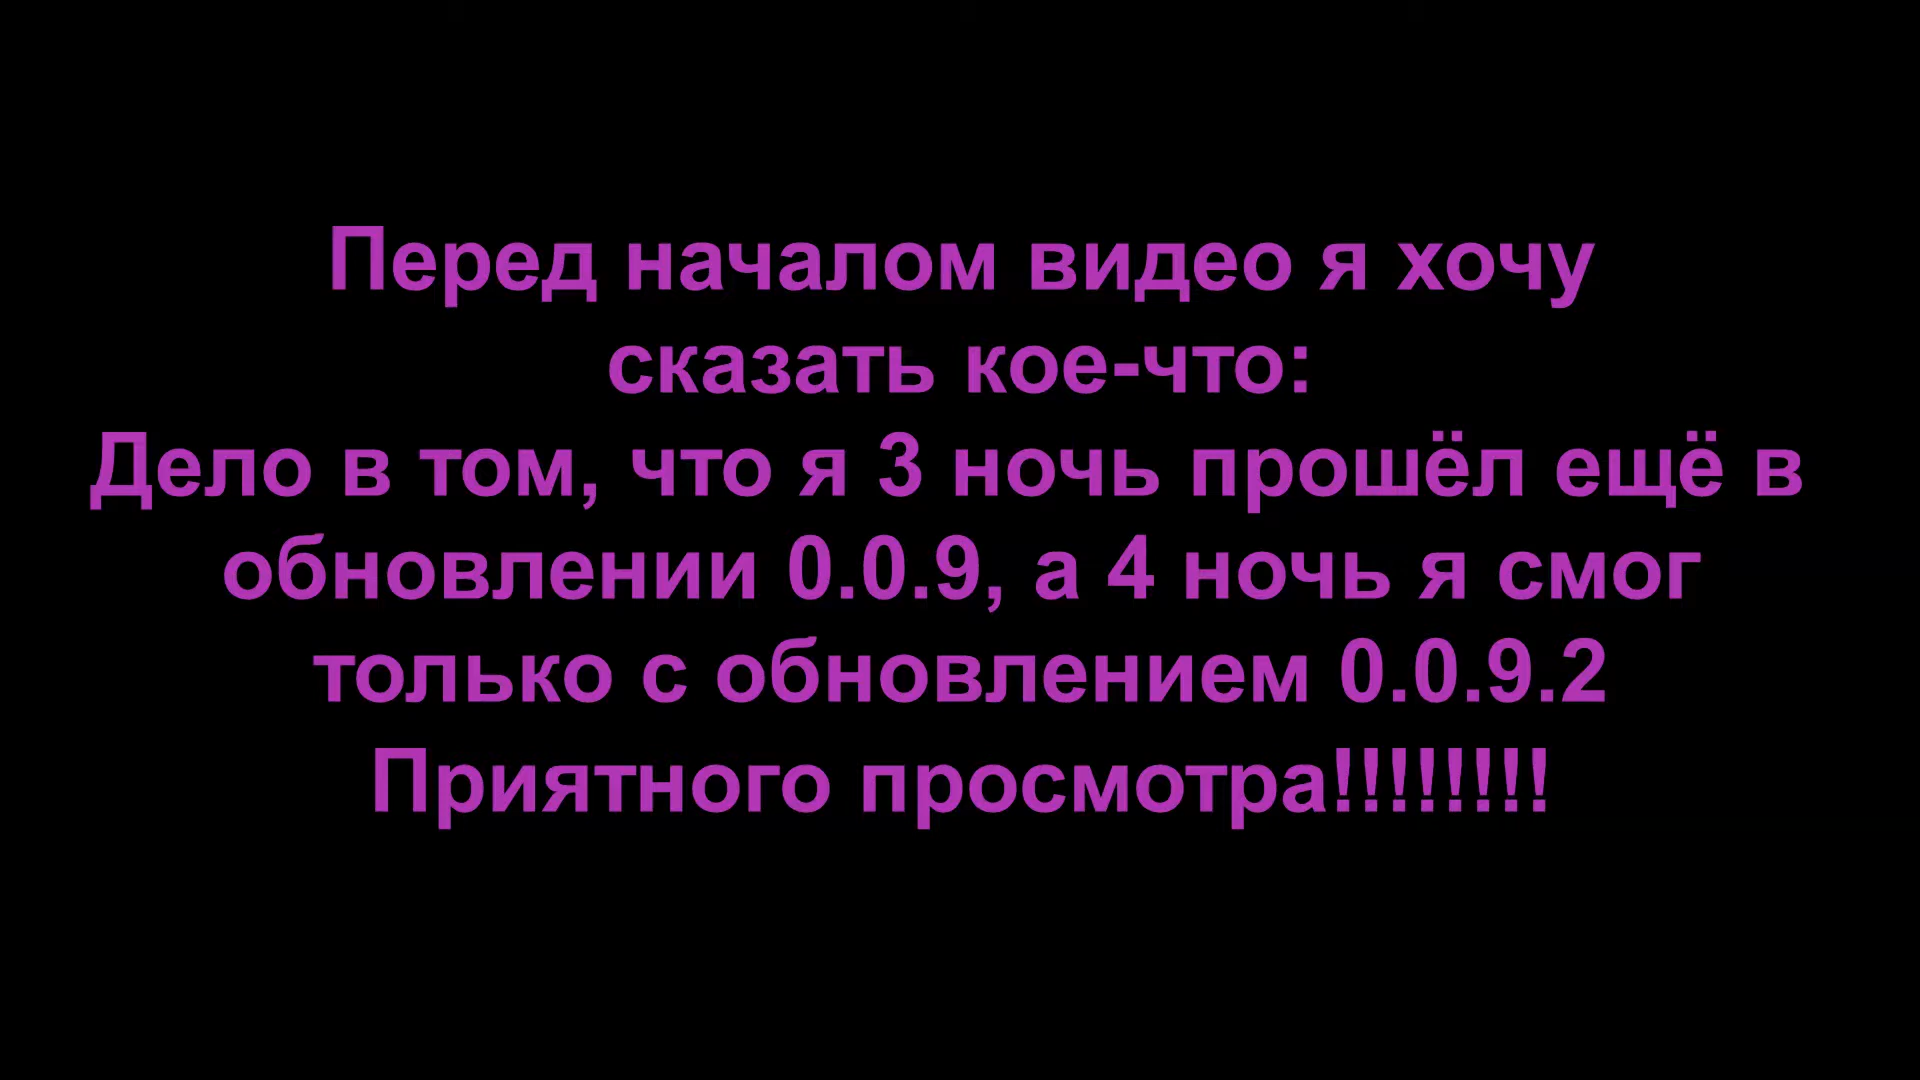 Перед началом видео я хочу
сказать кое-что:
Дело в том, что я 3 ночь прошёл ещё в
обновлении 0.0.9, а 4 ночь я смог
только с обновлением 0.0.9.2
Приятного просмотра!!!!!!!!